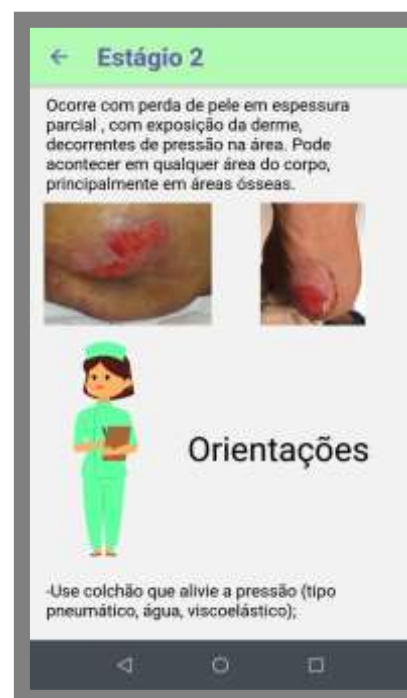 Estágio 2
Ocorre com perda de pele em espessura
parcial , com exposição da derme,
decorrentes de pressão na área. Pode
acontecer em qualquer área do corpo,
principalmente em áreas ósseas.
Orientações
-Use colchão que alivie a pressão (tipo
pneumático, água, viscoelástico);